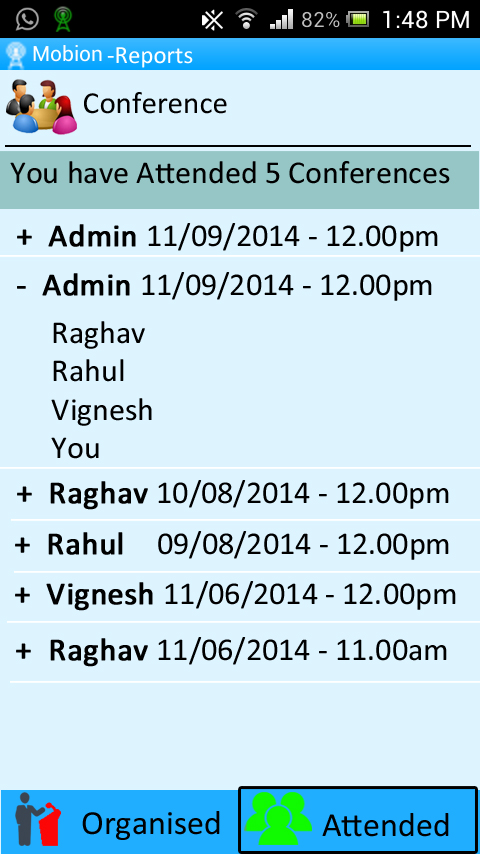 82% 1:48 PM
Mobion -Reports
Conference
You have Attended 5 Conferences
+ Admin 11/09/2014 - 12.00pm
- Admin 11/09/2014 - 12.00pm
Raghav
Rahul
Vignesh
You
+ Raghav 10/08/2014 - 12.00pm
+ Rahul 09/08/2014 - 12.00pm
+ Vignesh 11/06/2014 - 12.00pm
+ Raghav 11/06/2014 - 11.00am
Organised Attended